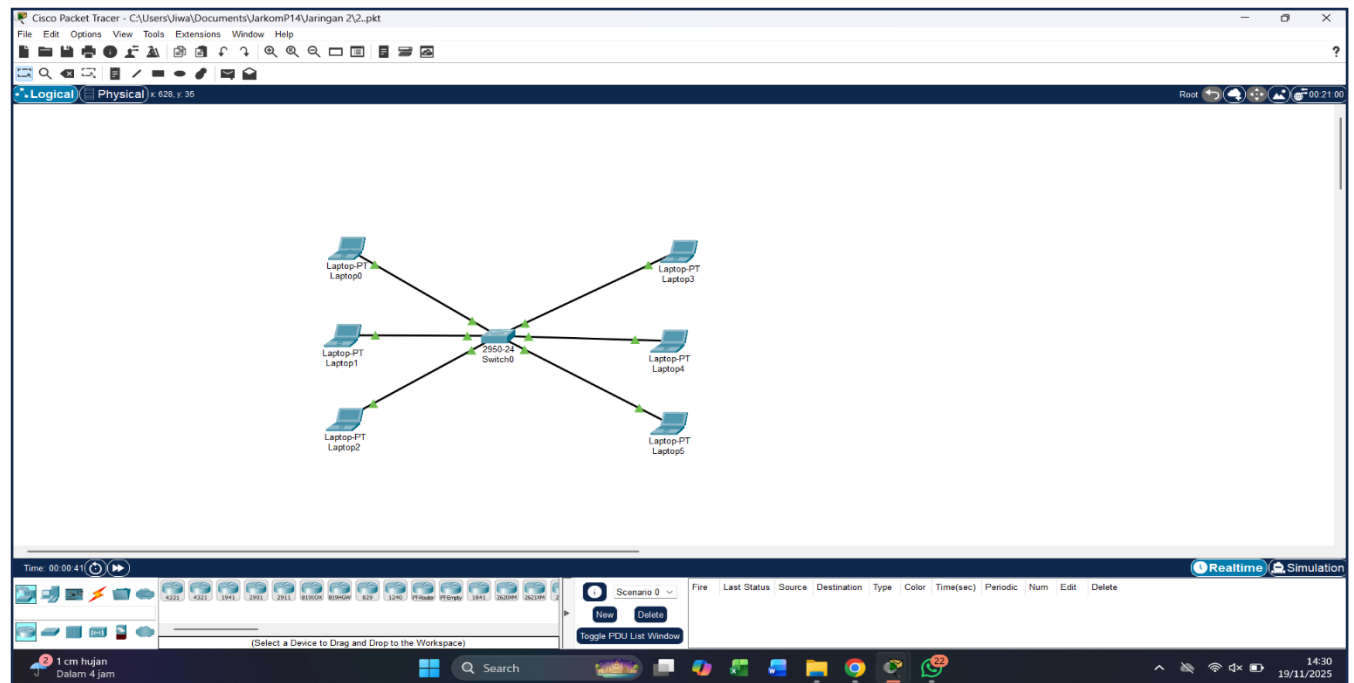 Cisco Packet Tracer - C:\Users\Jiwa\Documents\JarkomP14\Jaringan 2\2..pkt
File Edit Options View Tools Extensions Window Help
?
Logical Physical x: 628, y: 35
Root 00:21:00
Laptop-PT
Laptop0
Laptop-PT
Laptop3
Laptop-PT
Laptop1
2950-24
Switch0
Laptop-PT
Laptop4
Laptop-PT
Laptop2
Laptop-PT
Laptop5
Time: 00:00:41
Realtime Simulation
4331 4321 1941 2901 2911 819IOX 819HGW 829 1240 PT-Router PT-Empty 1841 2620XM 2621XM
(Select a Device to Drag and Drop to the Workspace)
Scenario 0
New Delete
Toggle PDU List Window
Fire Last Status Source Destination Type Color Time(sec) Periodic Num Edit Delete
2
1 cm hujan
Dalam 4 jam
Search
22
14:30
19/11/2025